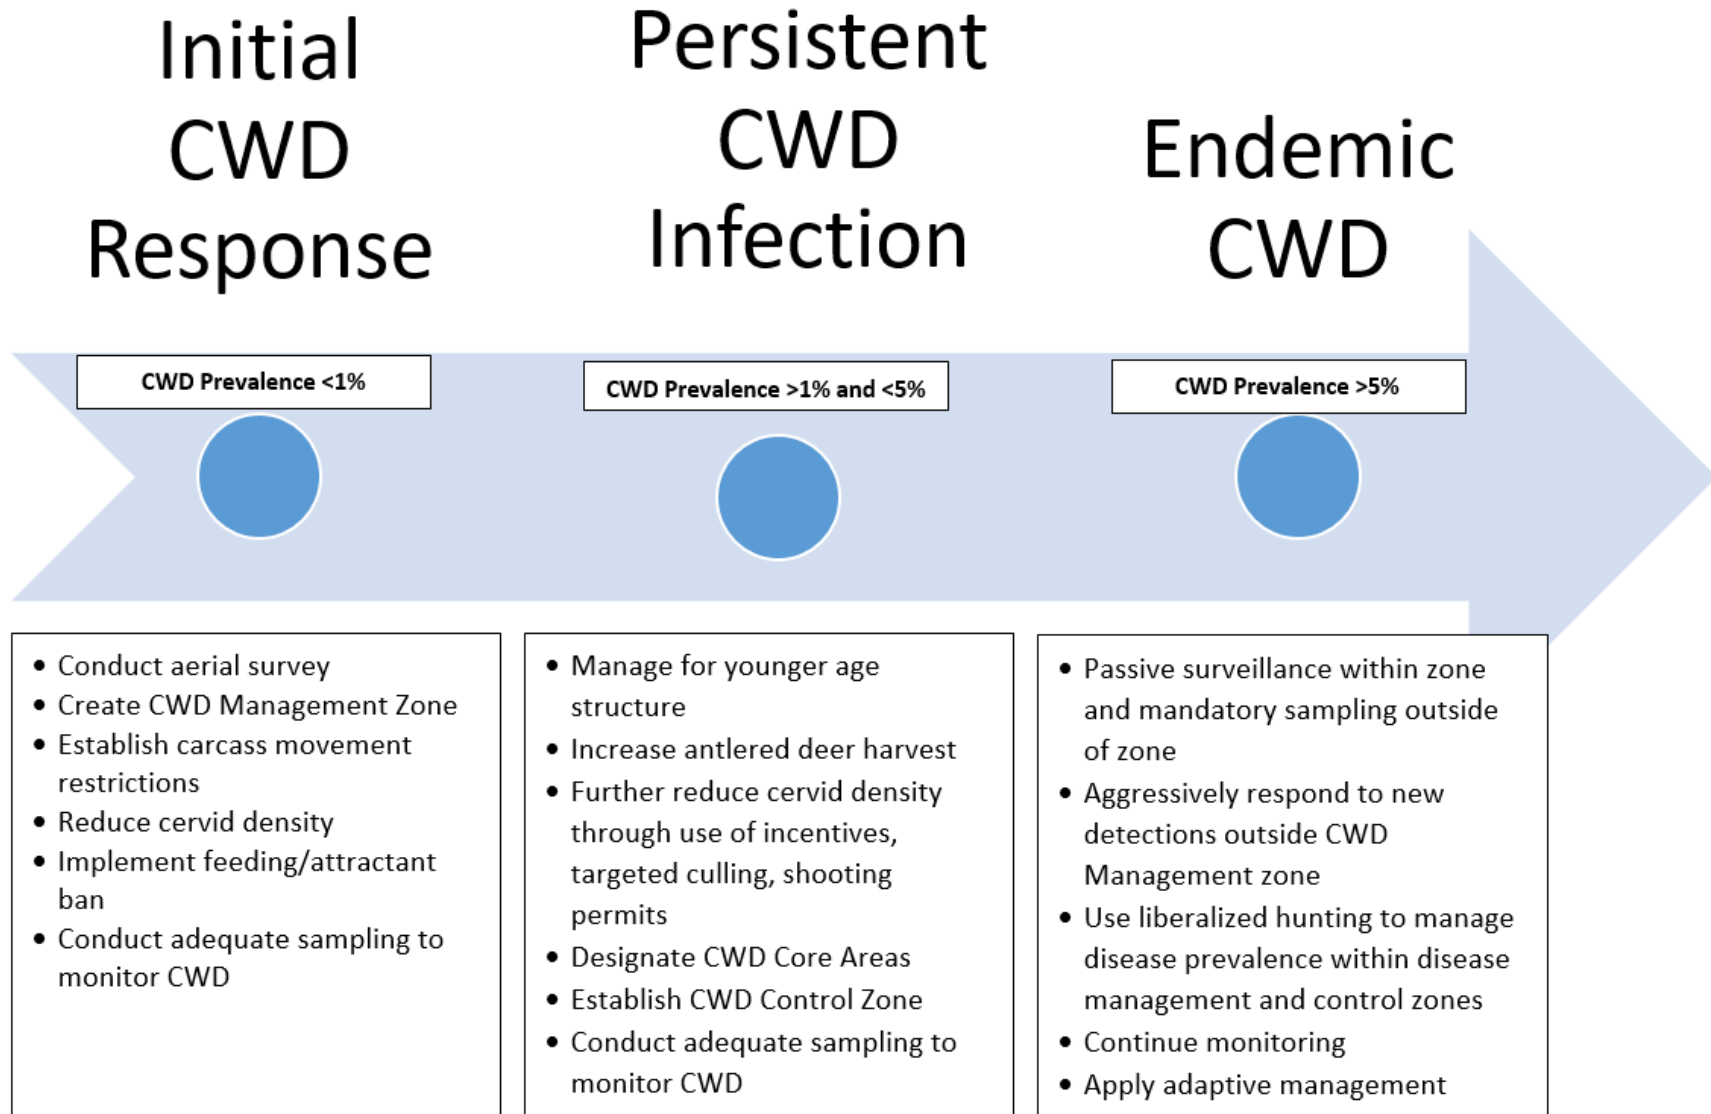 Initial
CWD
Response
Persistent
CWD
Infection
Endemic
CWD
CWD Prevalence <1%
CWD Prevalence >1% and <5%
CWD Prevalence >5%
• Conduct aerial survey
• Create CWD Management Zone
• Establish carcass movement
restrictions
• Reduce cervid density
• Implement feeding/attractant
ban
• Conduct adequate sampling to
monitor CWD
• Manage for younger age
structure
• Increase antlered deer harvest
• Further reduce cervid density
through use of incentives,
targeted culling, shooting
permits
• Designate CWD Core Areas
• Establish CWD Control Zone
• Conduct adequate sampling to
monitor CWD
• Passive surveillance within zone
and mandatory sampling outside
of zone
• Aggressively respond to new
detections outside CWD
Management zone
• Use liberalized hunting to manage
disease prevalence within disease
management and control zones
• Continue monitoring
• Apply adaptive management